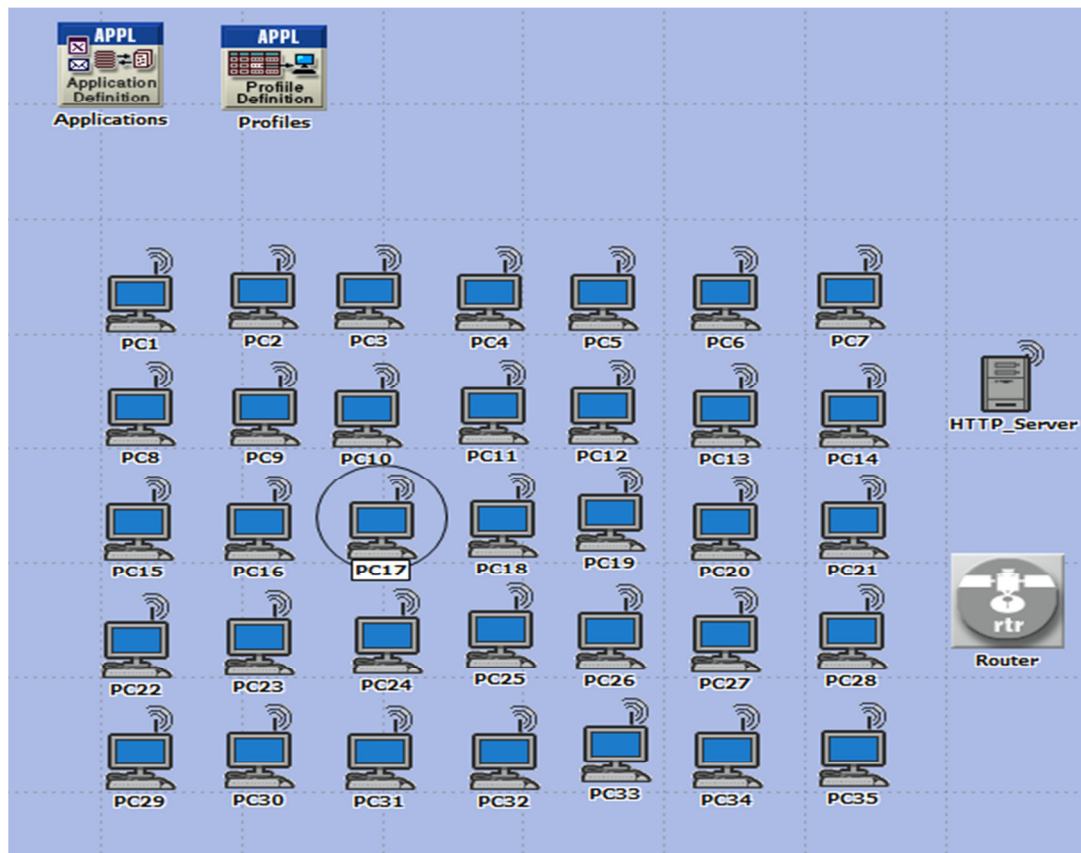 APPL
Application
Definition
Applications
APPL
Profiile
Definition
Profiles
PC1
PC2
PC3
PC4
PC5
PC6
PC7
HTTP_Server
PC8
PC9
PC10
PC11
PC12
PC13
PC14
PC15
PC16
PC17
PC18
PC19
PC20
PC21
rtr
Router
PC22
PC23
PC24
PC25
PC26
PC27
PC28
PC29
PC30
PC31
PC32
PC33
PC34
PC35